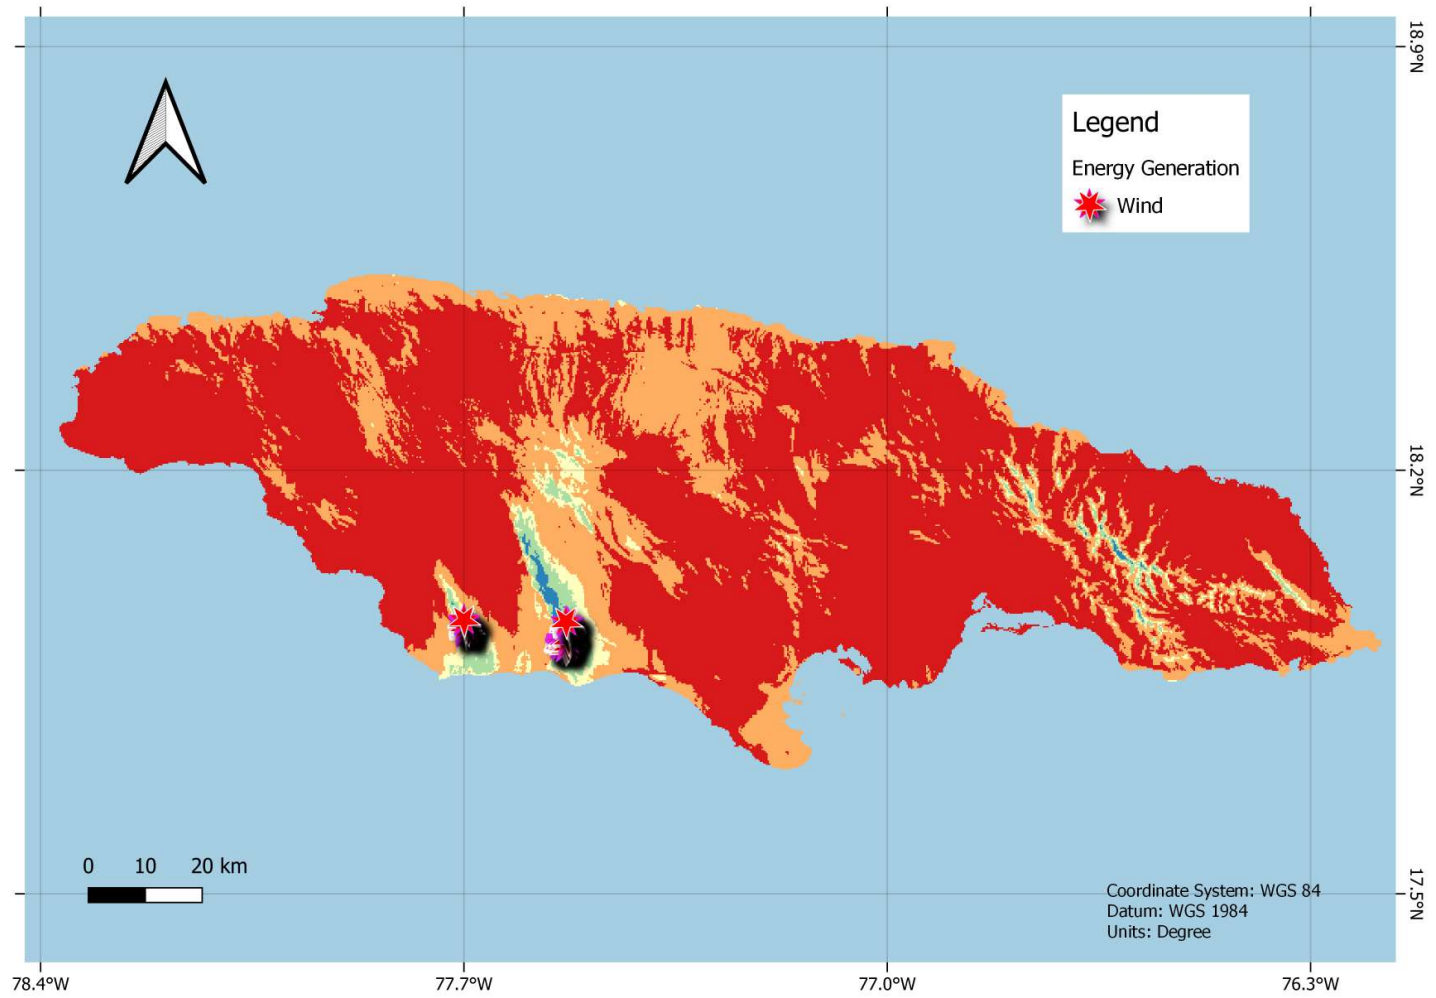 18.9°N
Legend
Energy Generation
Wind
18.2°N
0 10 20 km
Coordinate System: WGS 84
Datum: WGS 1984
Units: Degree
17.5°N
78.4°W 77.7°W 77.0°W 76.3°W